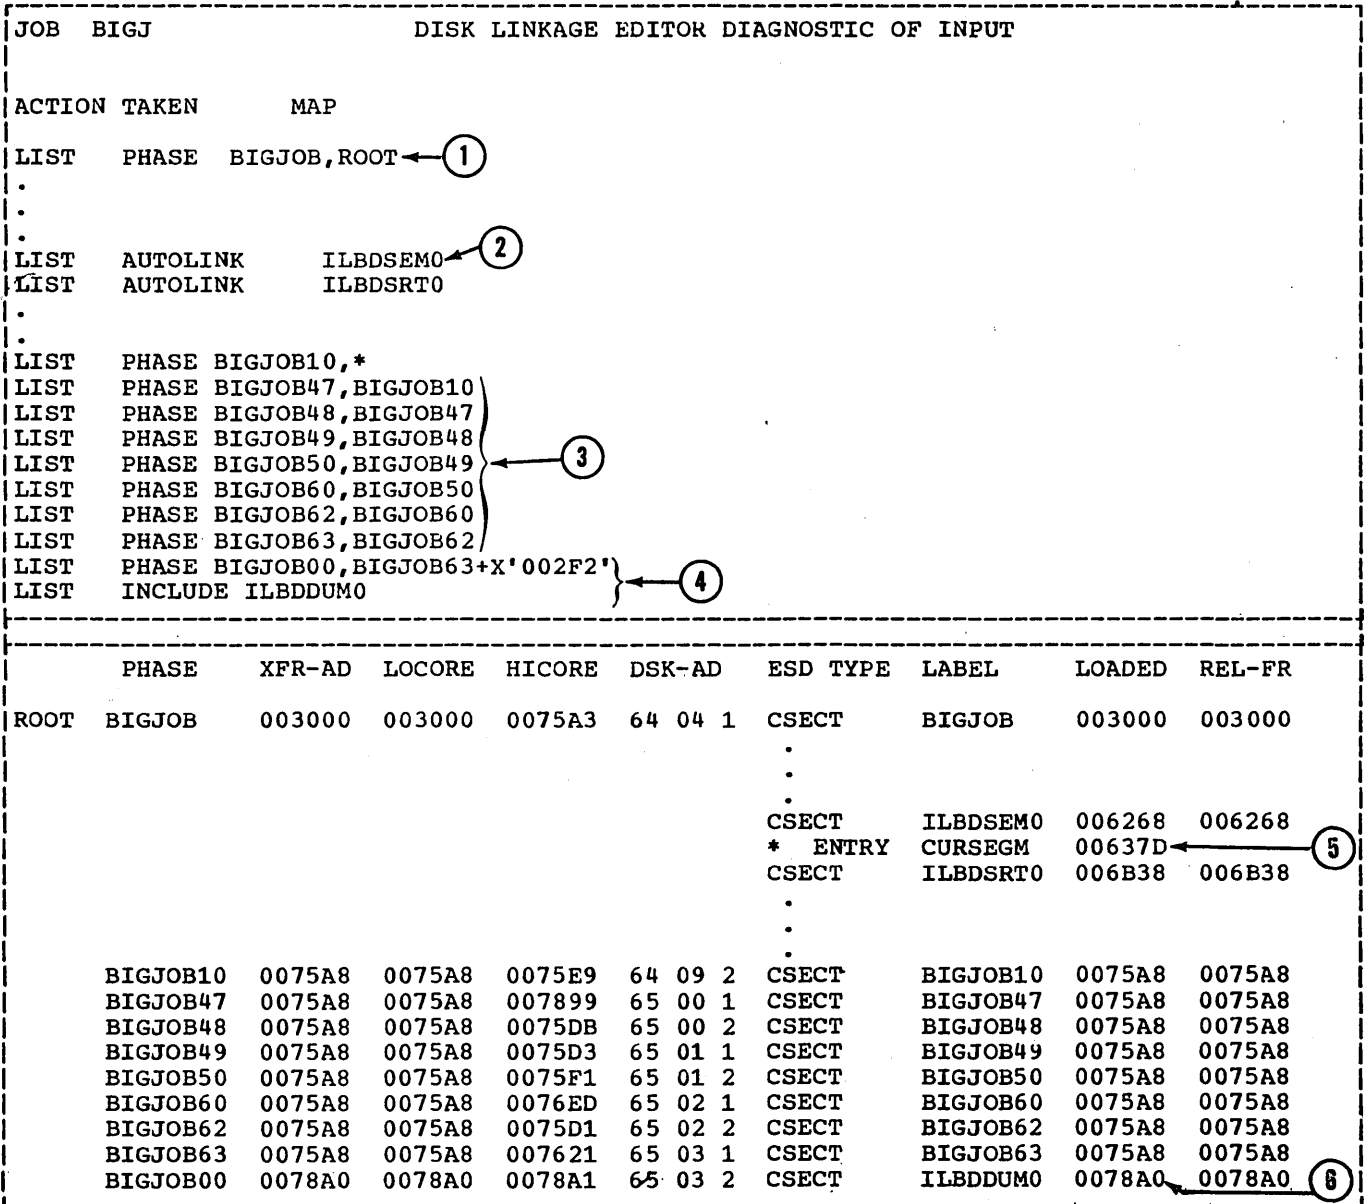 JOB BIGJ DISK LINKAGE EDITOR DIAGNOSTIC OF INPUT
ACTION TAKEN MAP
LIST PHASE BIGJOB,ROOT 1
.
.
.
LIST AUTOLINK ILBDSEM0 2
LIST AUTOLINK ILBDSRT0
.
.
LIST PHASE BIGJOB10,*
LIST PHASE BIGJOB47,BIGJOB10
LIST PHASE BIGJOB48,BIGJOB47
LIST PHASE BIGJOB49,BIGJOB48
LIST PHASE BIGJOB50,BIGJOB49 3
LIST PHASE BIGJOB60,BIGJOB50
LIST PHASE BIGJOB62,BIGJOB60
LIST PHASE BIGJOB63,BIGJOB62
LIST PHASE BIGJOB00,BIGJOB63+X'002F2' 4
LIST INCLUDE ILBDDUM0
PHASE XFR-AD LOCORE HICORE DSK-AD ESD TYPE LABEL LOADED REL-FR
ROOT BIGJOB 003000 003000 0075A3 64 04 1 CSECT BIGJOB 003000 003000
.
.
.
CSECT ILBDSEM0 006268 006268
* ENTRY CURSEGM 00637D 5
CSECT ILBDSRT0 006B38 006B38
.
.
.
BIGJOB10 0075A8 0075A8 0075E9 64 09 2 CSECT BIGJOB10 0075A8 0075A8
BIGJOB47 0075A8 0075A8 007899 65 00 1 CSECT BIGJOB47 0075A8 0075A8
BIGJOB48 0075A8 0075A8 0075DB 65 00 2 CSECT BIGJOB48 0075A8 0075A8
BIGJOB49 0075A8 0075A8 0075D3 65 01 1 CSECT BIGJOB49 0075A8 0075A8
BIGJOB50 0075A8 0075A8 0075F1 65 01 2 CSECT BIGJOB50 0075A8 0075A8
BIGJOB60 0075A8 0075A8 0076ED 65 02 1 CSECT BIGJOB60 0075A8 0075A8
BIGJOB62 0075A8 0075A8 0075D1 65 02 2 CSECT BIGJOB62 0075A8 0075A8
BIGJOB63 0075A8 0075A8 007621 65 03 1 CSECT BIGJOB63 0075A8 0075A8
BIGJOB00 0078A0 0078A0 0078A1 65 03 2 CSECT ILBDDUM0 0078A0 0078A0 6